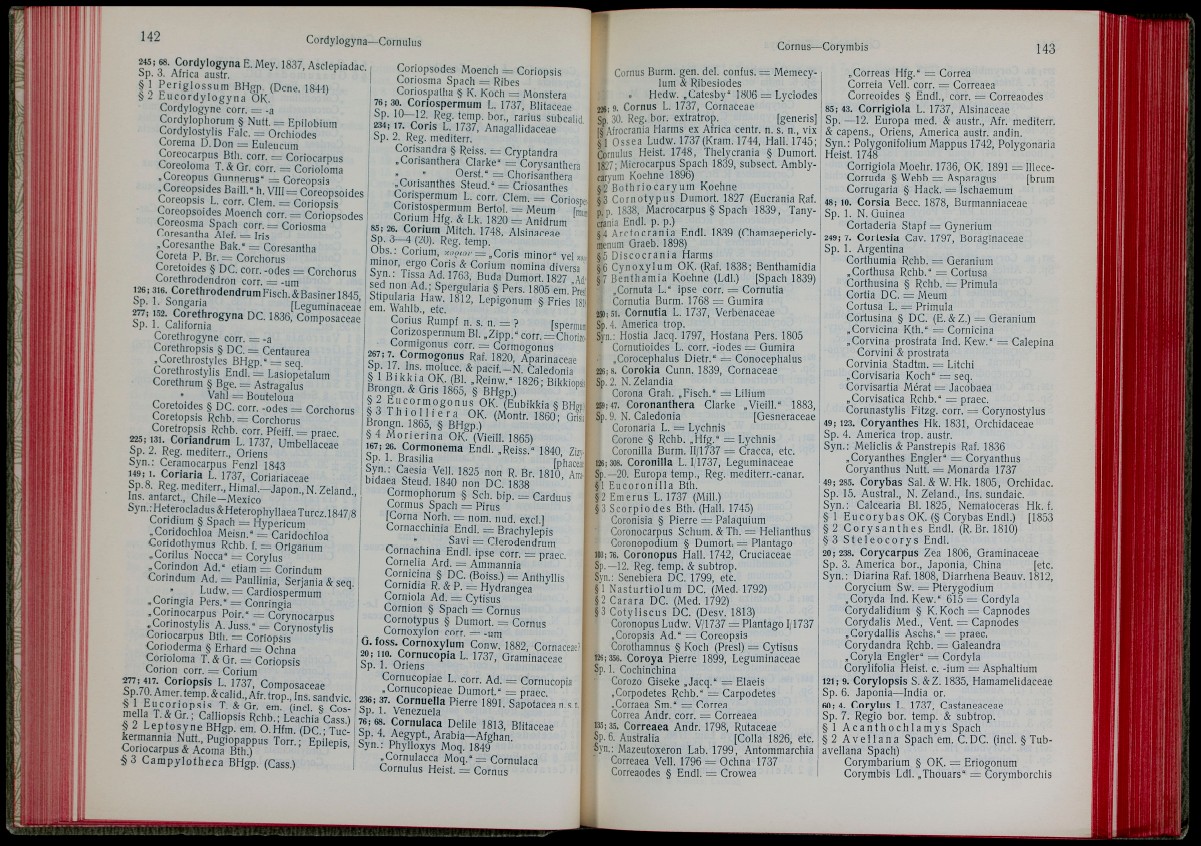 142
Cordylogyna—Cornulus
245; 68. Cordylogyna E. Mey. 1837, Asclepiadac.
Sp. 3. Africa austr.
§ 1 Periglossum BHgp. (Dcne. 1844)
§ 2 Eucordylogyna OK.
Cordylogyne corr. = -a
Cordylophorum § Nutt. = Epilobium
Cordylostylis Falc. = Orchiodes
Corema D. Don = Euleucum
Coreocarpus Bth. corr. = Coriocarpus
Coreoloma T. & Gr. corr. = Corioloma
„Coreopus Gunnerus“ = Coreopsis
„Coreopsides Baill.“ h. VIII = Coreopsoides
Coreopsis L. corr. Clem. = Coriopsis
Coreopsoides Moench corr. = Coriopsodes
Coreosma Spach corr. = Coriosma
Coresantha Alef. = Iris
„Coresanthe Bak.“ = Coresantha
Coreta P. Br. = Corchorus
Coretoides § DC. corr. -odes = Corchorus
Corethrodendron corr. = -um
126; 316. Corethrodendrum Fisch. & Basiner 1845,
Sp. 1. Songaria [Leguminaceae
277; 152. Corethrogyna DC. 1836, Compositaceae
Sp. 1. California
Corethrogyne corr. = -a
Corethropsis § DC. = Centaurea
„Corethrostyles BHgp.“ = seq.
Corethrostylis Endl. = Lasiopetalum
Corethrum § Bge. = Astragalus
" Vahl = Bouteloua
Coretoides § DC. corr. -odes = Corchorus
Coretopsis Rchb. = Corchorus
Coretropsis Rchb. corr. Pfeiff. = praec.
225; 131. Coriandrum L. 1737, Umbellaceae
Sp. 2. Reg. mediterr., Oriens
Syn.: Ceramocarpus Fenzl 1843
149; 1. Coriaria L. 1737, Coriariaceae
Sp. 8. Reg. mediterr., Himal.—Japon., N. Zeland.,
Ins. antarct., Chile—Mexico
Syn.: Heterocladus & Heterophyllaea Turcz. 1847/8
Coridium § Spach = Hypericum
„Coridochloa Meisn.“ = Caridochloa
Coridothymus Rchb. f. = Origanum
„Corilus Nocca“ = Corylus
„Corindon Ad.“ etiam = Corindum
Corindum Ad. = Paullinia, Serjania & seq.
" Ludw. = Cardiospermum
„Coringia Pers.“ = Conringia
„Corinocarpus Poir.“ = Corynocarpus
„Corinostylis A. Juss.“ = Corynostylis
Coriocarpus Bth. = Coriopsis
Corioderma § Erhard = Ochna
Corioloma T. & Gr. = Coriopsis
Corion corr. = Corium
277; 417. Coriopsis L. 1737, Compositaceae
Sp. 70. Amer. temp. & calid., Afr. trop., Ins. sandvic.
§ 1 Eucoriopsis T. & Gr. em. (incl. § Cosmella T. & Gr.; Calliopsis Rchb.; Leachia Cass.)
§ 2 Leptosyne BHgp. em. O. Hfm. (DC.; Tuckermannia Nutt., Pugiopappus Torr.; Epilepis,
Coriocarpus & Acoma Bth.)
§ 3 Campylotheca BHgp. (Cass.)
Coriopsodes Moench = Coriopsis
Coriosma Spach = Ribes
Coriospatha § K. Koch = Monstera
76; 30. Coriospermum L. 1737, Blitaceae
Sp. 10—12. Reg. temp. bor., rarius subcalid.
234; 17. Coris L. 1737, Anagallidaceae
Sp. 2. Reg. mediterr.
Corisandra § Reiss. = Cryptandra
„Corisanthera Clarke“ = Corysanthera
" " Oerst.“ = Chorisanthera
„Corisanthes Steud.“ = Criosanthes
Corispermum L. corr. Clem. = Coriospe
Coristospermum Bertol. = Meum
Corium Hfg. & Lk. 1820 = Anidrum
85; 26. Corium Mitch. 1748, Alsinaceae
Sp. 3—4 (20). Reg. temp.
Obs.: Corium, = „Coris minor“ vel
minor, ergo Coris & Corium nomina diversa
Syn.: Tissa Ad. 1763, Buda Dumort. 1827 „Ad.
sed non Ad.; Spergularia § Pers. 1805 em. Presl
Stipularia Haw. 1812, Lepigonum § Fries 181
em. Wahlb., etc.
Corius Rumpf n. s. n. = ? [spermum
Corizospermum Bl. „Zipp.“ corr. = Chorizo
Cormigonus corr. = Cormogonus
267; 7. Cormogonus Raf. 1820, Aparinaceae
Sp. 17. Ins. molucc. & pacif.—N. Caledonia
§ 1 Bikkia OK. (Bl. „Reinw.“ 1826; Bikkiopsis
Brongn. & Gris 1865, § BHgp.)
§ 2 Eucormogonus OK. (Eubikkia § BHgp
§ 3 Thiolliera OK. (Montr. 1860; Gris
Brongn. 1865, § BHgp.)
§ 4 Morierina OK. (Vieill. 1865)
167; 26. Cormonema Endl. „Reiss.“ 1840, Ziz
Sp. 1. Brasilia [phaceae
Syn.: Caesia Vell. 1825 non R. Br. 1810, Am
bidaea Steud. 1840 non DC. 1838
Cormophorum § Sch. bip. = Carduus
Cormus Spach = Pirus
[Corna Norh. = nom. nud. excl.]
Cornacchinia Endl. = Brachylepis
" Savi = Clerodendrum
Cornachina Endl. ipse corr. = praec.
Cornelia Ard. = Ammannia
Cornicina § DC. (Boiss.) = Anthyllis
Cornidia R. & P. = Hydrangea
Corniola Ad. = Cytisus
Cornion § Spach = Cornus
Cornotypus § Dumort. = Cornus
Cornoxylon corr. = -um
G. foss. Cornoxylum Conw. 1882, Cornaceae?
20; 110. Cornucopia L. 1737, Graminaceae
Sp. 1. Oriens
Cornucopiae L. corr. Ad. = Cornucopia
„Cornucopieae Dumort.“ = praec.
236; 37. Cornuella Pierre 1891, Sapotacea n. s. t.
Sp. 1. Venezuela
76; 68. Cornulaca Delile 1813, Blitaceae
Sp. 4. Aegypt., Arabia—Afghan.
Syn.: Phylloxys Moq. 1849
„Cornulacca Moq.“ = Cornulaca
Cornulus Heist. = Cornus
Cornus—Corymbis
143
Cornus Burm. gen. del. confus. = Memecylum & Ribesiodes
" Hedw. „Catesby“ 1806 = Lyciodes
226; 9. Cornus L. 1737, Cornaceae
Sp. 30. Reg. bor. extratrop. [generis]
[§ Afrocrania Harms ex Africa centr. n. s. n., vix
§ 1 Ossea Ludw. 1737 (Kram. 1744, Hall. 1745;
Cornulus Heist. 1748, Thelycrania § Dumort.
1827; Microcarpus Spach 1839, subsect. Amblycaryum Koehne 1896)
§ 2 Bothriocaryum Koehne
§ 3 Cornotypus Dumort. 1827 (Eucrania Raf.
p. p. 1838, Macrocarpus § Spach 1839, Tanycrania Endl. p. p.)
§ 4 Arctocrania Endl. 1839 (Chamaepericlymenum Graeb. 1898)
§ 5 Discocrania Harms
§ 6 Cynoxylum OK. (Raf. 1838; Benthamidia
§ 7 Benthamia Koehne (Ldl.) [Spach 1839)
„Cornuta L.“ ipse corr. = Cornutia
Cornutia Burm. 1768 = Gumira
250; 51. Cornutia L. 1737, Verbenaceae
Sp. 4. America trop.
Syn.: Hostia Jacq. 1797, Hostana Pers. 1805
Cornutioides L. corr. -iodes = Gumira
„Corocephalus Dietr.“ = Conocephalus
226; 8. Corokia Cunn. 1839, Cornaceae
Sp. 2. N. Zelandia
Corona Grah. „Fisch.“ = Lilium
259; 47. Coronanthera Clarke „Vieill.“ 1883,
Sp. 9. N. Caledonia [Gesneraceae
Coronaria L. = Lychnis
Corone § Rchb. „Hfg.“ = Lychnis
Coronilla Burm. II/1737 = Cracca, etc.
126; 308. Coronilla L. I/1737, Leguminaceae
Sp. —20. Europa temp., Reg. mediterr.-canar.
§ 1 Eucoronilla Bth.
§ 2 Emerus L. 1737 (Mill.)
§ 3 Scorpiodes Bth. (Hall. 1745)
Coronisia § Pierre = Palaquium
Coronocarpus Schum. & Th. = Helianthus
Coronopodium § Dumort. = Plantago
101; 76. Coronopus Hall. 1742, Cruciaceae
Sp. —12. Reg. temp. & subtrop.
Syn.: Senebiera DC. 1799, etc.
§ 1 Nasturtiolum DC. (Med. 1792)
§ 2 Carara DC. (Med. 1792)
§ 3 Cotyliscus DC. (Desv. 1813)
Coronopus Ludw. V/1737 = Plantago I/1737
„Coropsis Ad.“ = Coreopsia
Corothamnus § Koch (Presl) = Cytisus
126; 356. Coroya Pierre 1899, Leguminaceae
Sp. 1. Cochinchina
Corozo Giseke „Jacq.“ = Elaeis
„Corpodetes Rchb.“ = Carpodetes
„Corraea Sm.“ = Correa
Correa Andr. corr. = Correaea
135; 35. Correaea Andr. 1798, Rutaceae
Sp. 6. Australia [Colla 1826, etc.
Syn.: Mazeutoxeron Lab. 1799, Antommarchia
Correaea Vell. 1796 = Ochna 1737
Correaodes § Endl. = Crowea
„Correas Hfg.“ = Correa
Correia Vell. corr. = Correaea
Correoides § Endl., corr. = Correaodes
85; 43. Corrigiola L. 1737, Alsinaceae
Sp. —12. Europa med. & austr., Afr. mediterr.
& capens., Oriens, America austr. andin.
Syn.: Polygonifolium Mappus 1742, Polygonaria
Heist. 1748
Corrigiola Moehr. 1736, OK. 1891 = Illece-
Corruda § Webb = Asparagus [brum
Corrugaria § Hack. = Ischaemum
48; 10. Corsia Becc. 1878, Burmanniaceae
Sp. 1. N. Guinea
Cortaderia Stapf = Gynerium
249; 7. Cortesia Cav. 1797, Boraginaceae
Sp. 1. Argentina
Corthumia Rchb. = Geranium
„Corthusa Rchb.“ = Cortusa
Corthusina § Rchb. = Primula
Cortia DC. = Meum
Cortusa L. = Primula
Cortusina § DC. (E. & Z.) = Geranium
„Corvicina Kth.“ = Cornicina
„Corvina prostrata Ind. Kew.“ = Calepina
Corvini & prostrata
Corvinia Stadtm. = Litchi
„Corvisaria Koch“ = seq.
Corvisartia Mérat = Jacobaea
„Corvisatica Rchb.“ = praec.
Corunastylis Fitzg. corr. = Corynostylus
49; 123. Coryanthes Hk. 1831, Orchidaceae
Sp. 4. America trop. austr.
Syn.: Meliclis & Panstrepis Raf. 1836
„Coryanthes Engler“ = Coryanthus
Coryanthus Nutt. = Monarda 1737
49; 285. Corybas Sal. & W. Hk. 1805, Orchidac.
Sp. 15. Austral., N. Zeland., Ins. sundaic.
Syn.: Calcearia Bl. 1825, Nematoceras Hk. f.
§ 1 Eucorybas OK. (§ Corybas Endl.) [1853
§ 2 Corysanthes Endl. (R. Br. 1810)
§ 3 Steleocorys Endl.
20; 238. Corycarpus Zea 1806, Graminaceae
Sp. 3. America bor., Japonia, China [etc.
Syn.: Diarina Raf. 1808, Diarrhena Beauv. 1812,
Corycium Sw. = Pterygodium
„Coryda Ind. Kew.“ 615 = Cordyla
Corydalidium § K. Koch = Capnodes
Corydalis Med., Vent. = Capnodes
„Corydallis Aschs.“ = praec.
Corydandra Rchb. = Galeandra
„Coryla Engler“ = Cordyla
Corylifolia Heist. c. -ium = Asphaltium
121; 9. Corylopsis S. & Z. 1835, Hamamelidaceae
Sp. 6. Japonia—India or.
60; 4. Corylus L. 1737, Castaneaceae
Sp. 7. Regio bor. temp. & subtrop.
§ 1 Acanthochlamys Spach
§ 2 Avellana Spach em. C. DC. (incl. § Tubavellana Spach)
Corymbarium § OK. = Eriogonum
Corymbis Ldl. „Thouars“ = Corymborchis